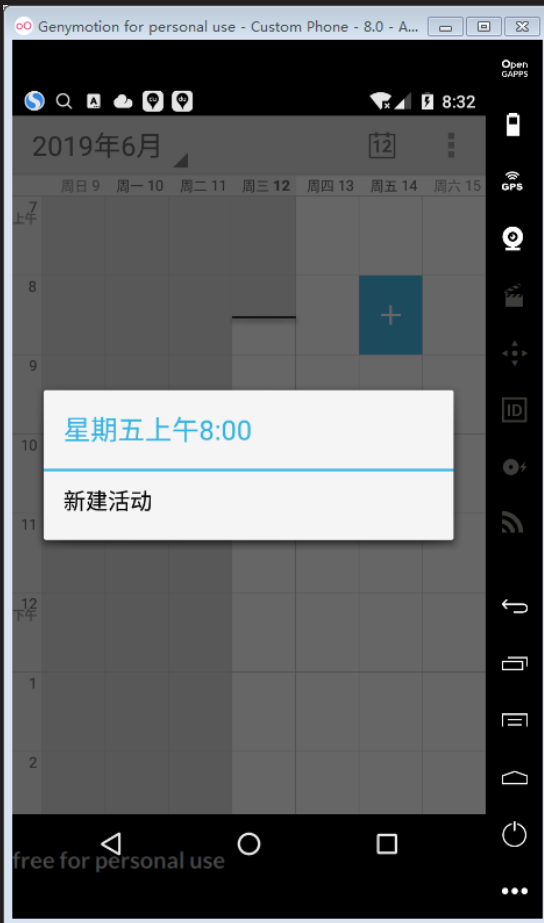 Genymotion for personal use - Custom Phone - 8.0 - A...
Open
GAPPS
8:32
2019年6月
12
周日 9 周一 10 周二 11 周三 12 周四 13 周五 14 周六 15
GPS
7
上午
8
+
9
星期五上午8:00
ID
10
新建活动
11
12
下午
1
2
free for personal use